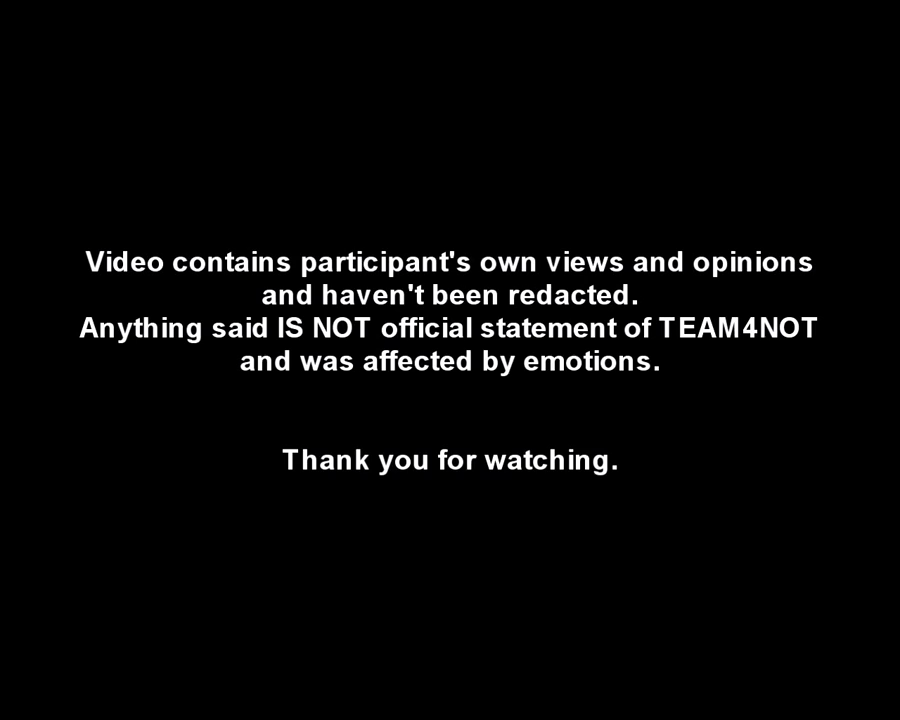 Video contains participant's own views and opinions
and haven't been redacted.
Anything said IS NOT official statement of TEAM4NOT
and was affected by emotions.
Thank you for watching.